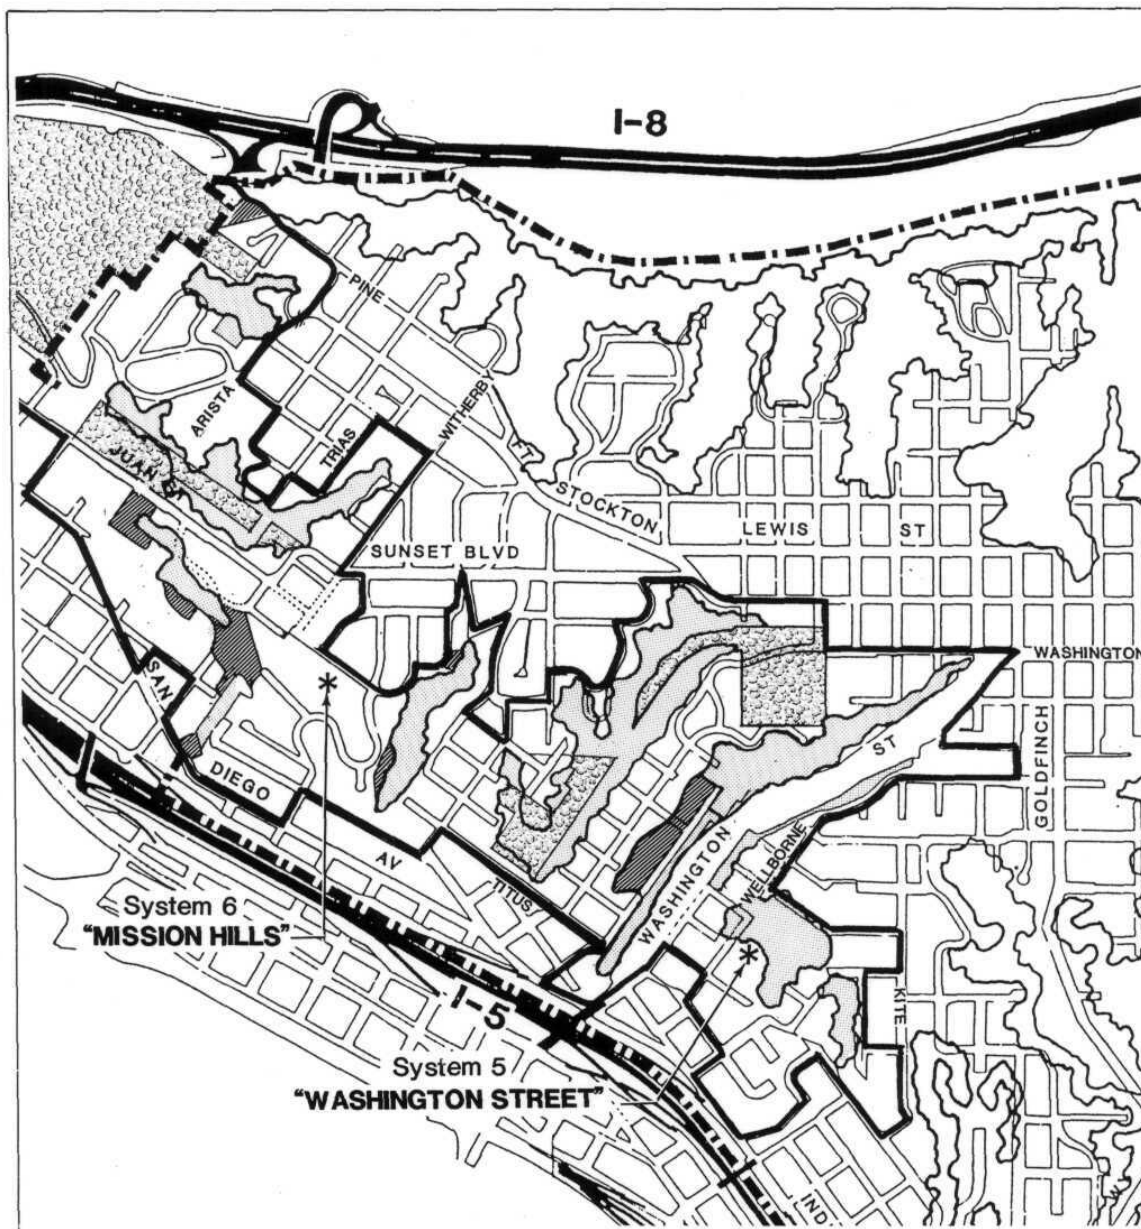 I-8
PINE
WITHERBY
ARISTA
TRIAS
JUAN ST
FT. STOCKTON
LEWIS ST
SUNSET BLVD
WASHINGTON
SAN DIEGO AV
GOLDFINCH
WASHINGTON ST
WELLBORNE
TITUS
KITE
System 6
"MISSION HILLS"
I-5
System 5
"WASHINGTON STREET"
IND